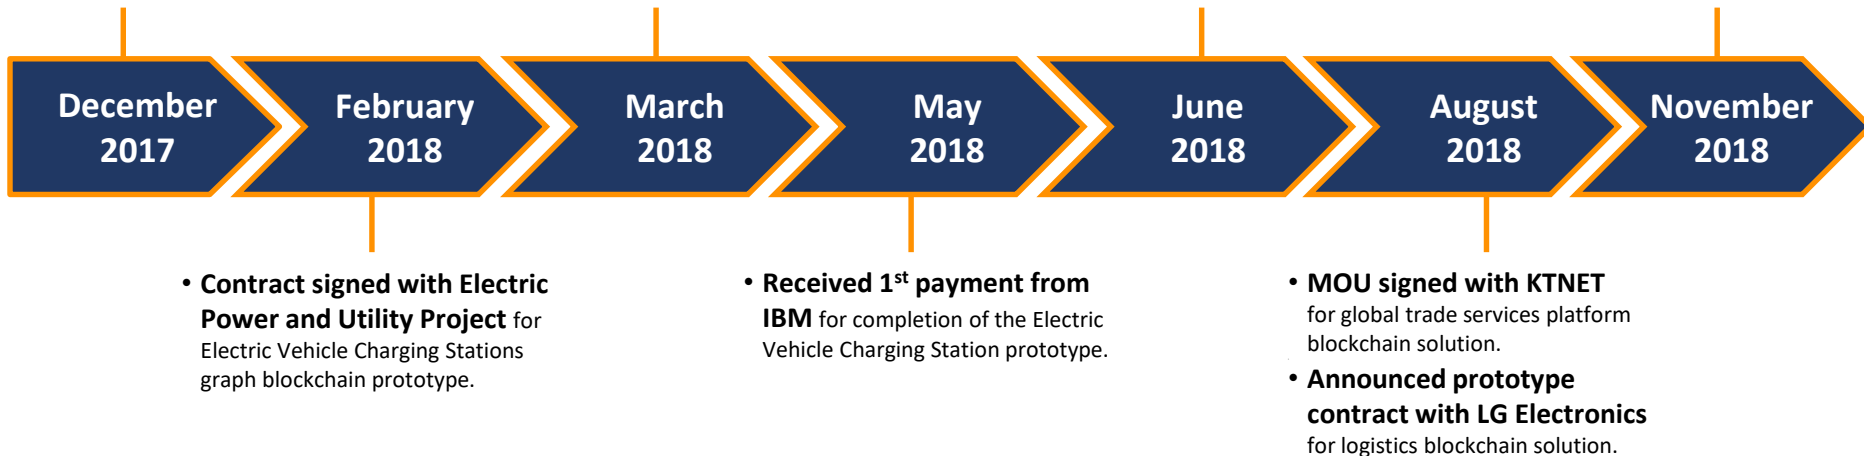 December
2017
February
2018
March
2018
May
2018
June
2018
August
2018
November
2018
• Contract signed with Electric
Power and Utility Project for
Electric Vehicle Charging Stations
graph blockchain prototype.
• Received 1st payment from
IBM for completion of the Electric
Vehicle Charging Station prototype.
• MOU signed with KTNET
for global trade services platform
blockchain solution.
• Announced prototype
contract with LG Electronics
for logistics blockchain solution.